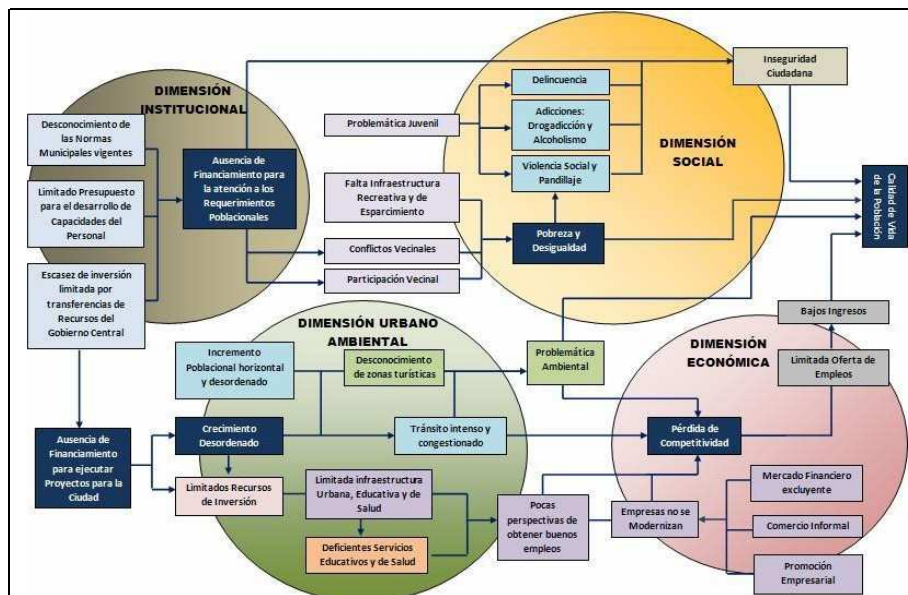 DIMENSIÓN
INSTITUCIONAL
Desconocimiento de
las Normas
Municipales vigentes
Limitado Presupuesto
para el desarrollo de
Capacidades del
Personal
Escasez de inversión
limitada por
transferencias de
Recursos del
Gobierno Central
Ausencia de
Financiamiento para
la atención a los
Requerimientos
Poblacionales
Problemática Juvenil
Falta Infraestructura
Recreativa y de
Esparcimiento
Conflictos Vecinales
Participación Vecinal
Delincuencia
Adicciones:
Drogadicción y
Alcoholismo
Violencia Social y
Pandillaje
Pobreza y
Desigualdad
DIMENSIÓN
SOCIAL
Inseguridad
Ciudadana
Calidad de Vida
de la Población
DIMENSIÓN URBANO
AMBIENTAL
Incremento
Poblacional horizontal
y desordenado
Desconocimiento
de zonas turísticas
Problemática
Ambiental
Ausencia de
Financiamiento
para ejecutar
Proyectos para la
Ciudad
Crecimiento
Desordenado
Tránsito intenso y
congestionado
Limitados Recursos
de Inversión
Limitada infraestructura
Urbana, Educativa y de
Salud
Deficientes Servicios
Educativos y de Salud
Pocas
perspectivas de
obtener buenos
empleos
DIMENSIÓN
ECONÓMICA
Bajos Ingresos
Limitada Oferta de
Empleos
Pérdida de
Competitividad
Empresas no se
Modernizan
Mercado Financiero
excluyente
Comercio Informal
Promoción
Empresarial